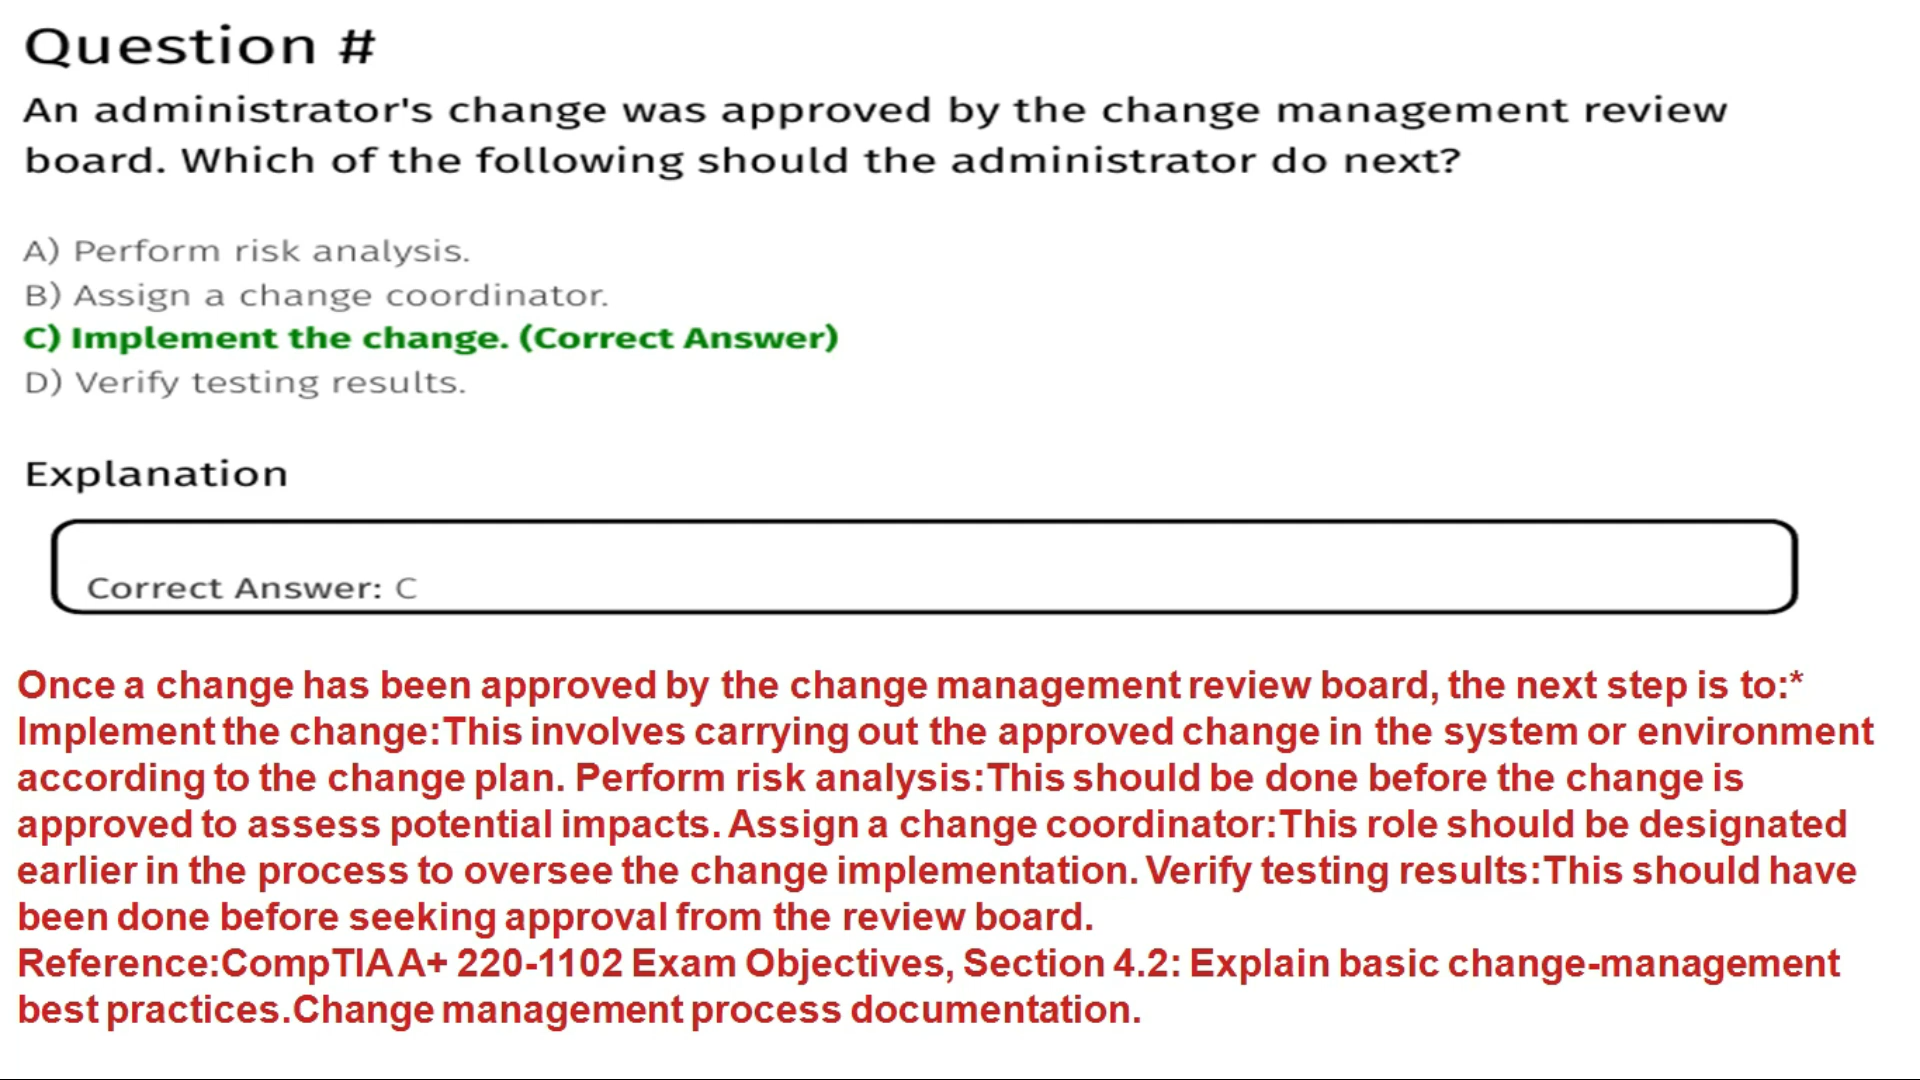 Question #
An administrator's change was approved by the change management review
board. Which of the following should the administrator do next?
A) Perform risk analysis.
B) Assign a change coordinator.
C) Implement the change. (Correct Answer)
D) Verify testing results.
Explanation
Correct Answer: C
Once a change has been approved by the change management review board, the next step is to:*
Implement the change:This involves carrying out the approved change in the system or environment
according to the change plan. Perform risk analysis:This should be done before the change is
approved to assess potential impacts. Assign a change coordinator:This role should be designated
earlier in the process to oversee the change implementation. Verify testing results:This should have
been done before seeking approval from the review board.
Reference:CompTIA A+ 220-1102 Exam Objectives, Section 4.2: Explain basic change-management
best practices.Change management process documentation.